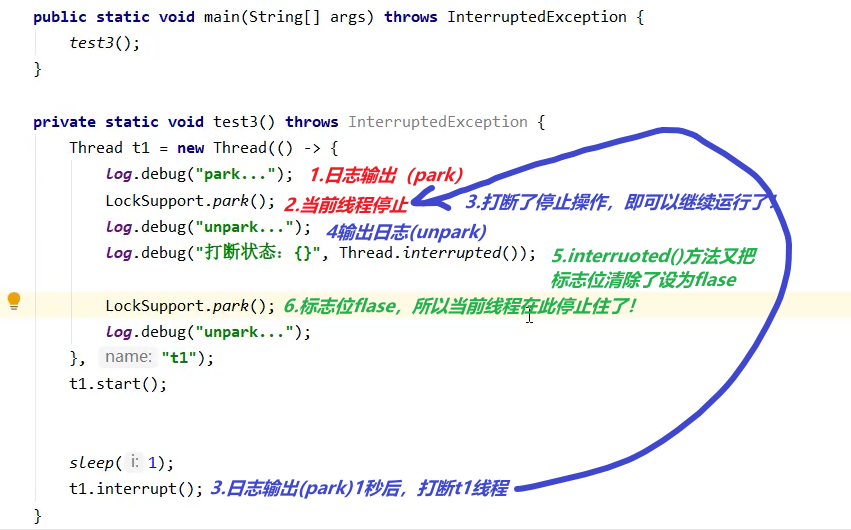 public static void main(String[] args) throws InterruptedException {
test3();
}
private static void test3() throws InterruptedException {
Thread t1 = new Thread(() -> {
log.debug("park..."); 1.日志输出（park）
LockSupport.park(); 2.当前线程停止 3.打断了停止操作，即可以继续运行了！
log.debug("unpark..."); 4输出日志(unpark)
log.debug("打断状态：{}", Thread.interrupted()); 5.interruoted()方法又把
标志位清除了设为flase
LockSupport.park(); 6.标志位flase，所以当前线程在此停止住了！
log.debug("unpark...");
}, name: "t1");
t1.start();
sleep( i: 1);
t1.interrupt(); 3.日志输出(park)1秒后，打断t1线程
}